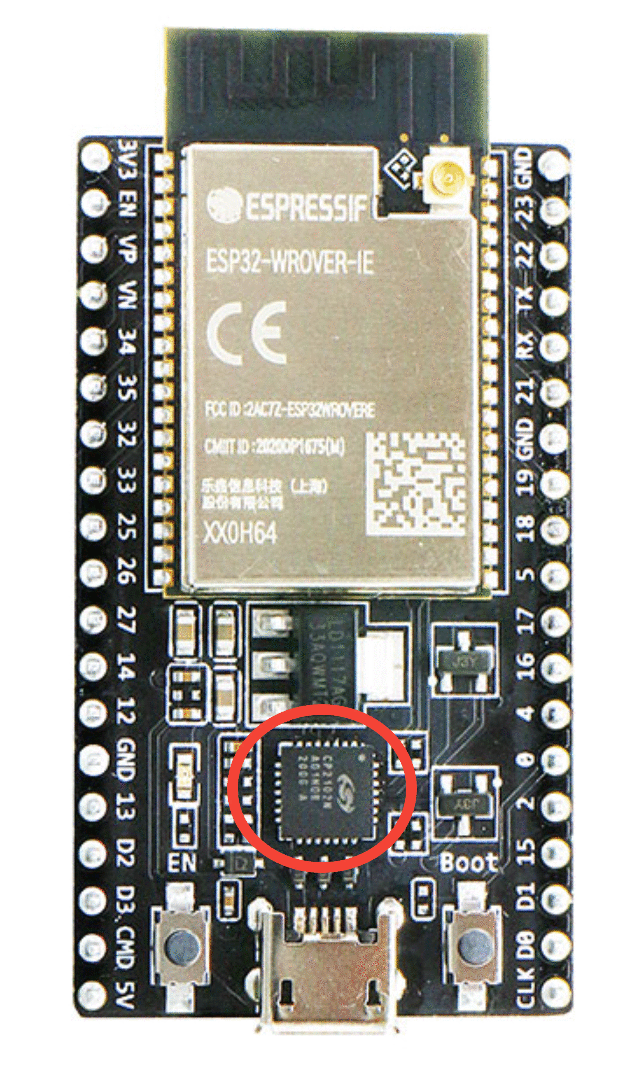 3V3
EN
VP
VN
34
35
32
33
25
26
27
14
12
GND
13
D2
D3
CMD
5V
ESPRESSIF
ESP32-WROVER-IE
CE
FCC ID:2AC7Z-ESP32WROVERE
CMIIT ID:2020DP1675(M)
乐鑫信息科技(上海)
股份有限公司
XX0H64
LD1117AG
33AQWM1
J3Y
CP2102N
A01N0E
2006 A
J3Y
EN
Boot
GND
23
22
TX
RX
21
GND
19
18
5
17
16
4
0
2
15
D1
D0
CLK